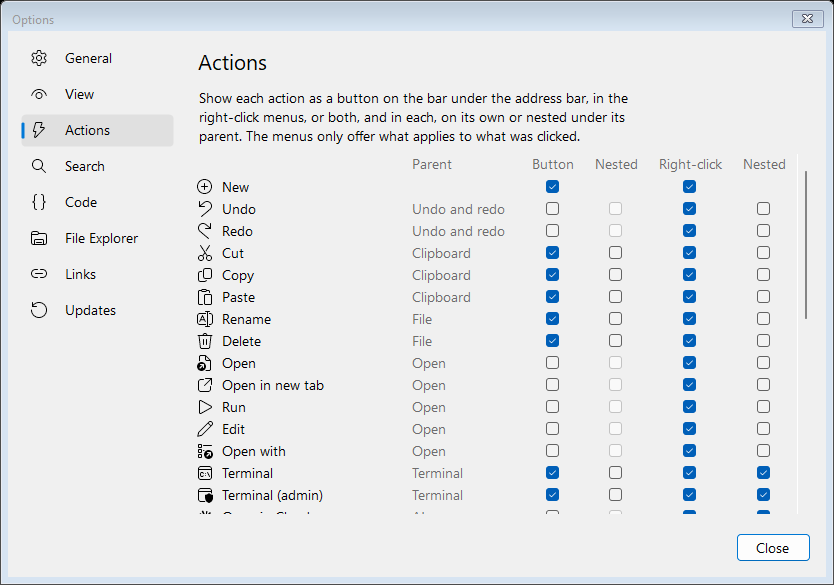 Options
General
View
Actions
Search
Code
File Explorer
Links
Updates
Actions
Show each action as a button on the bar under the address bar, in the
right-click menus, or both, and in each, on its own or nested under its
parent. The menus only offer what applies to what was clicked.
Parent Button Nested Right-click Nested
New
Undo Undo and redo
Redo Undo and redo
Cut Clipboard
Copy Clipboard
Paste Clipboard
Rename File
Delete File
Open Open
Open in new tab Open
Run Open
Edit Open
Open with Open
Terminal Terminal
Terminal (admin) Terminal
Close